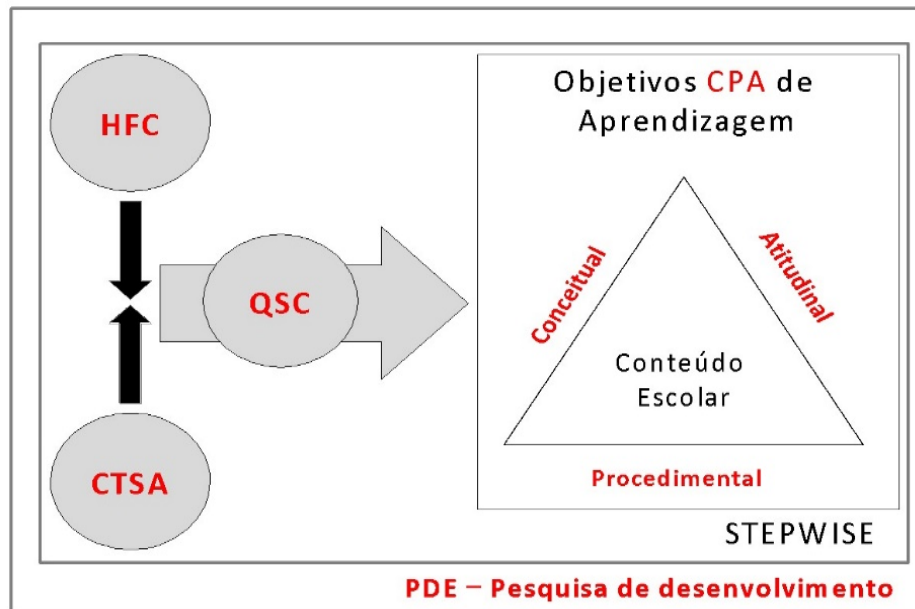 HFC
CTSA
QSC
Objetivos CPA de
Aprendizagem
Conceitual
Atitudinal
Conteúdo
Escolar
Procedimental
STEPWISE
PDE – Pesquisa de desenvolvimento